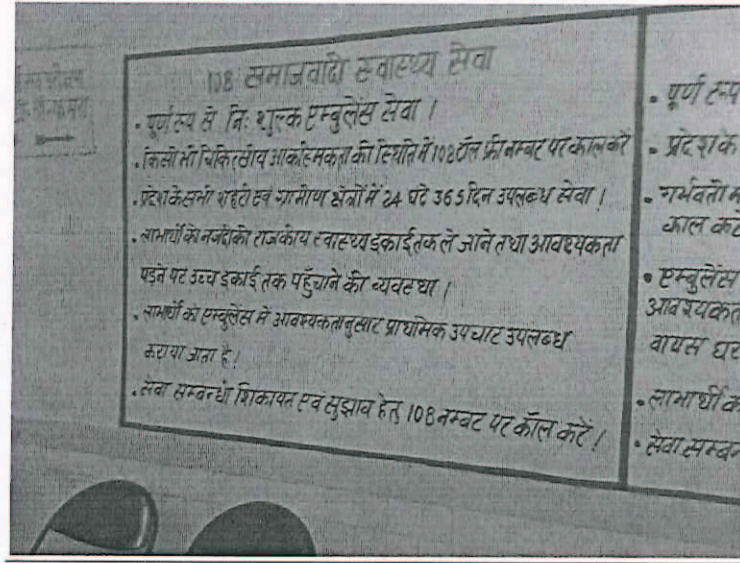 108 समाजवादी स्वास्थ्य सेवा
• पूर्ण रूप से निः शुल्क एम्बुलेंस सेवा ।
• किसी भी चिकित्सीय आकस्मिकता की स्थिति में 108 टॉल फ्री नम्बर पर काल करें
• प्रदेश के सभी शहरी एवं ग्रामीण क्षेत्रों में 24 घंटे 365 दिन उपलब्ध सेवा ।
• लाभार्थी को नजदीकी राजकीय स्वास्थ्य इकाई तक ले जाने तथा आवश्यकता
पड़ने पर उच्च इकाई तक पहुँचाने की व्यवस्था ।
• लाभार्थी को एम्बुलेंस में आवश्यकतानुसार प्राथमिक उपचार उपलब्ध
कराया जाता है ।
• सेवा सम्बन्धी शिकायत एवं सुझाव हेतु 108 नम्बर पर कॉल करें ।
• पूर्ण रूप
• प्रदेश के
• गर्भवती
काल करें
• एम्बुलेंस
आवश्यकत
वापस घर
• लाभार्थी क
• सेवा सम्बन